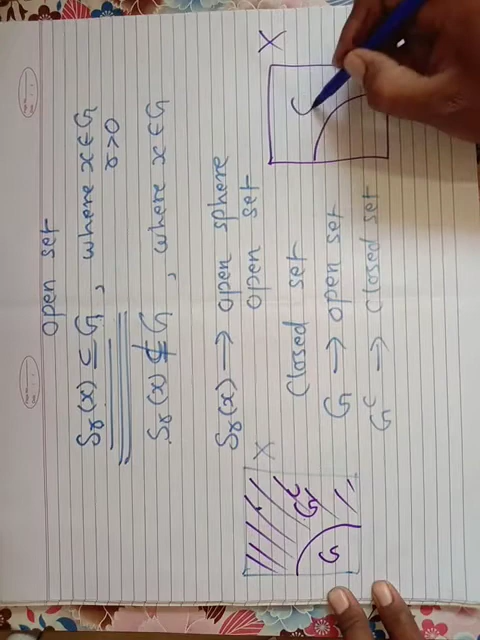 open set
Sr(x) ⊆ G, where x ∈ G
r>0
Sr(x) ⊈ G, where x ∈ G
Sr(x) → open sphere
open set
Closed set
G → open set
G^c → closed set
X
G^c
G
X